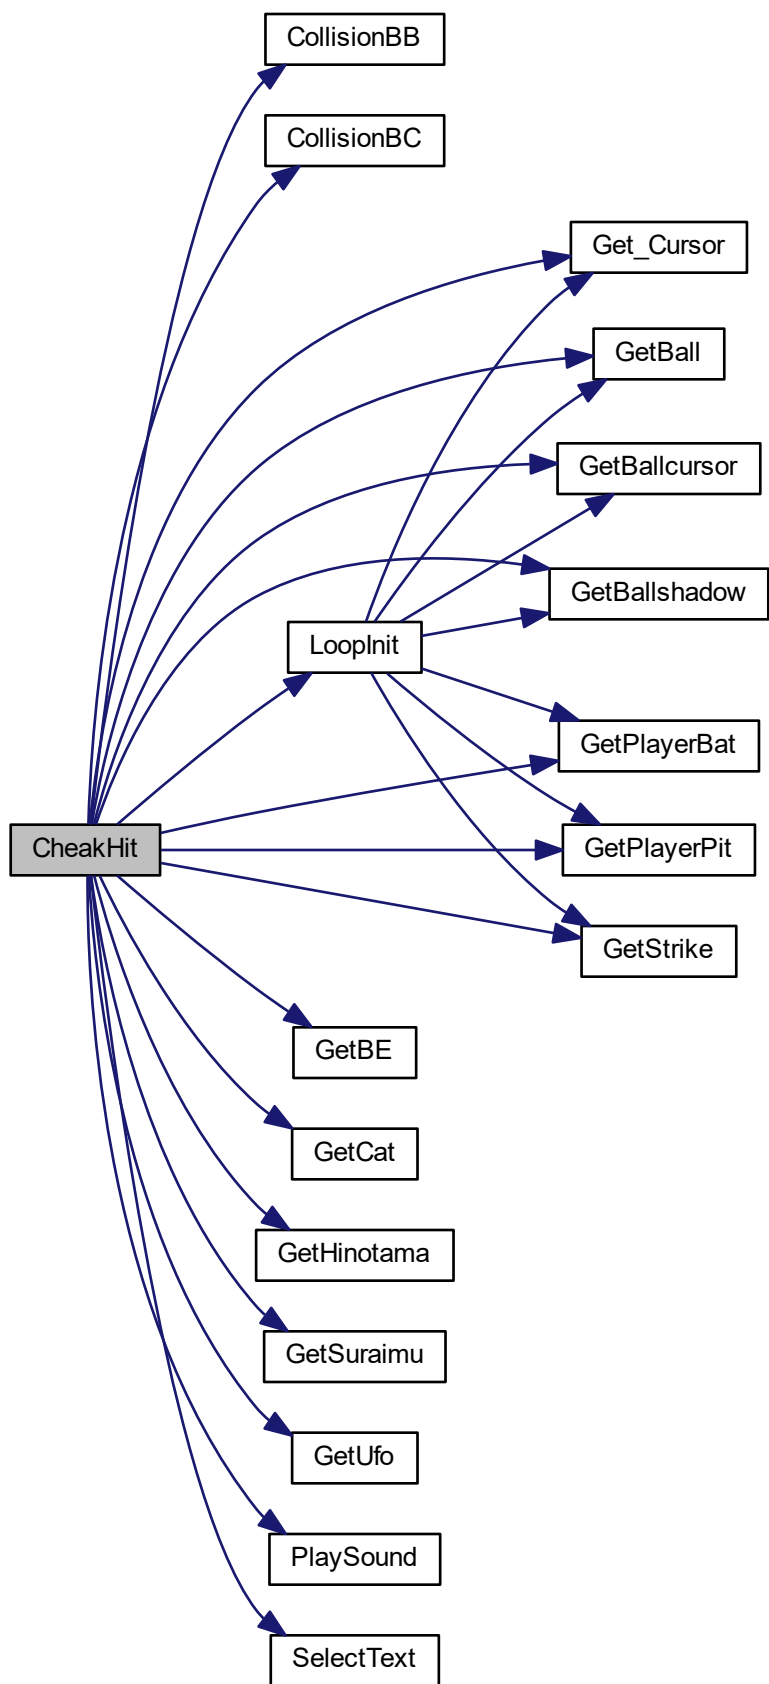 CollisionBB
CollisionBC
Get_Cursor
GetBall
GetBallcursor
GetBallshadow
LoopInit
GetPlayerBat
CheakHit
GetPlayerPit
GetStrike
GetBE
GetCat
GetHinotama
GetSuraimu
GetUfo
PlaySound
SelectText